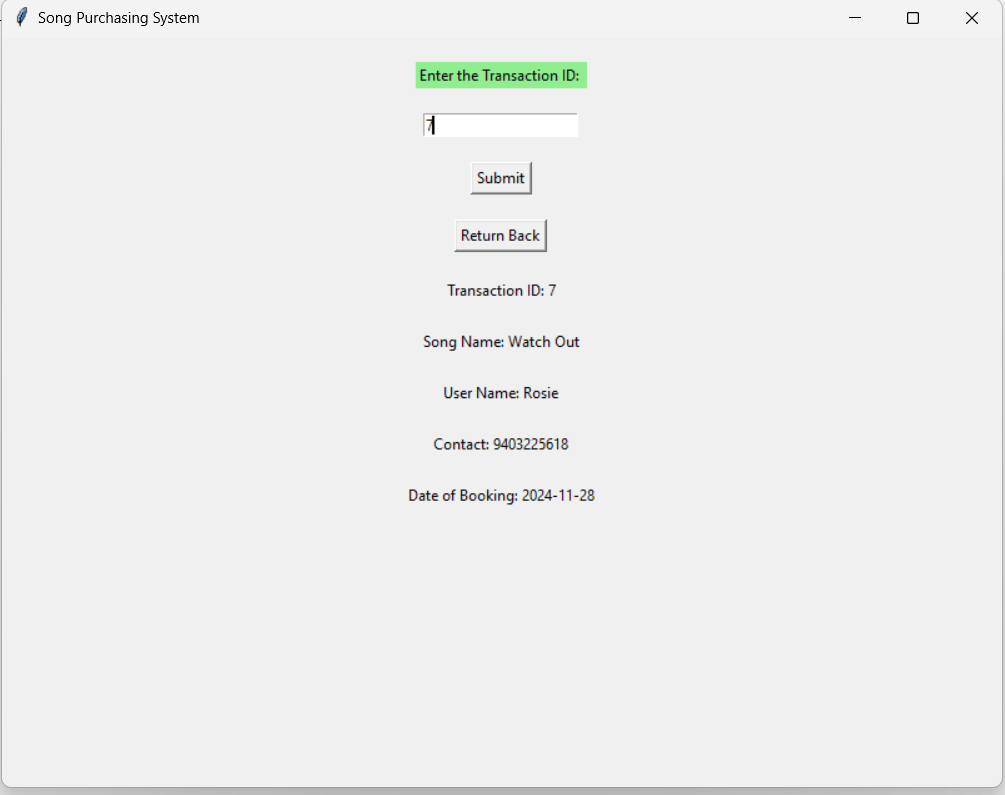 Song Purchasing System
Enter the Transaction ID:
7
Submit
Return Back
Transaction ID: 7
Song Name: Watch Out
User Name: Rosie
Contact: 9403225618
Date of Booking: 2024-11-28